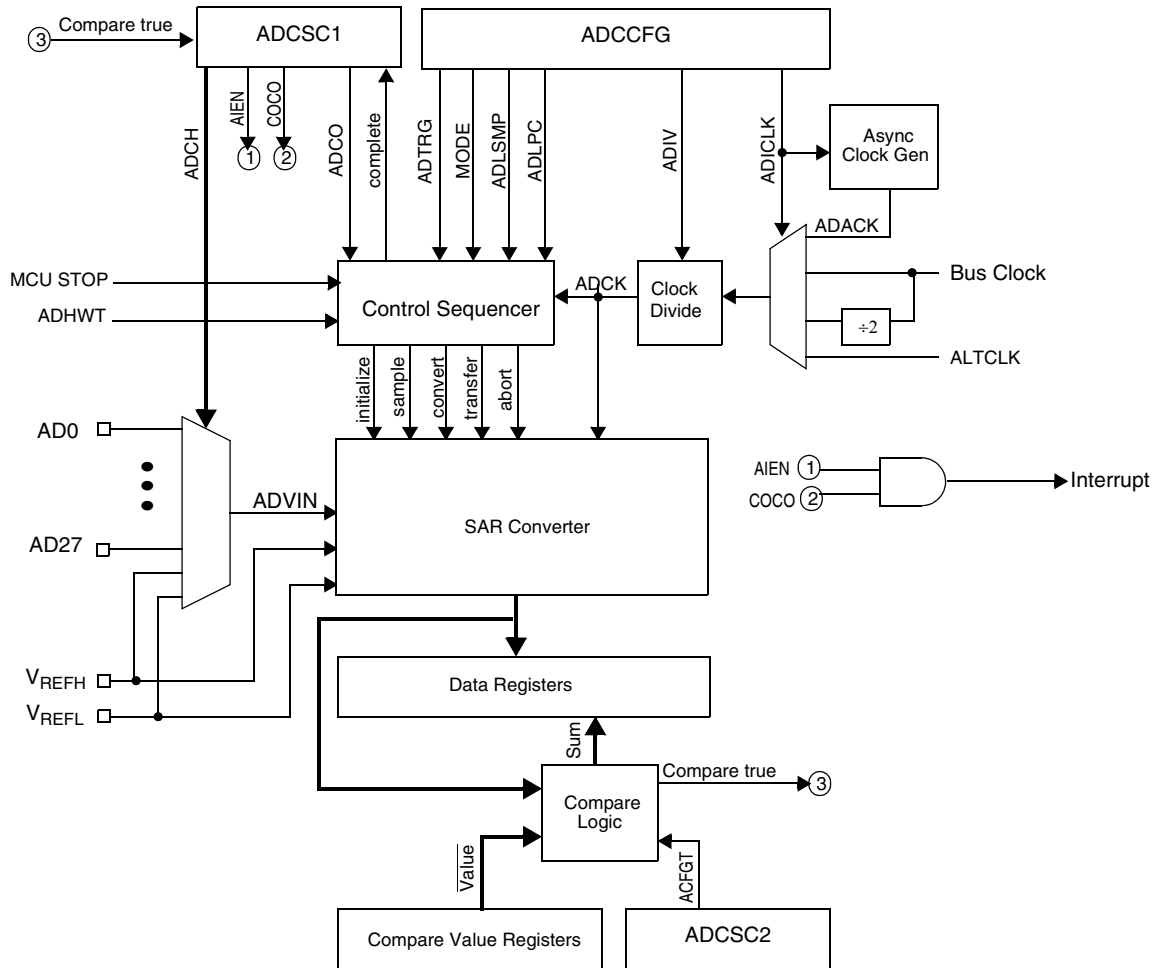 3 Compare true
ADCSC1
ADCCFG
ADCH
AIEN
COCO
ADCO
complete
ADTRG
MODE
ADLSMP
ADLPC
ADIV
ADICLK
Async
Clock Gen
1
2
ADACK
MCU STOP
ADHWT
Control Sequencer
ADCK
Clock
Divide
Bus Clock
÷2
ALTCLK
initialize
sample
convert
transfer
abort
AD0
AD27
ADVIN
SAR Converter
AIEN 1
COCO 2
Interrupt
VREFH
VREFL
Data Registers
Sum
Compare true
3
Compare
Logic
Value
ACFGT
Compare Value Registers
ADCSC2